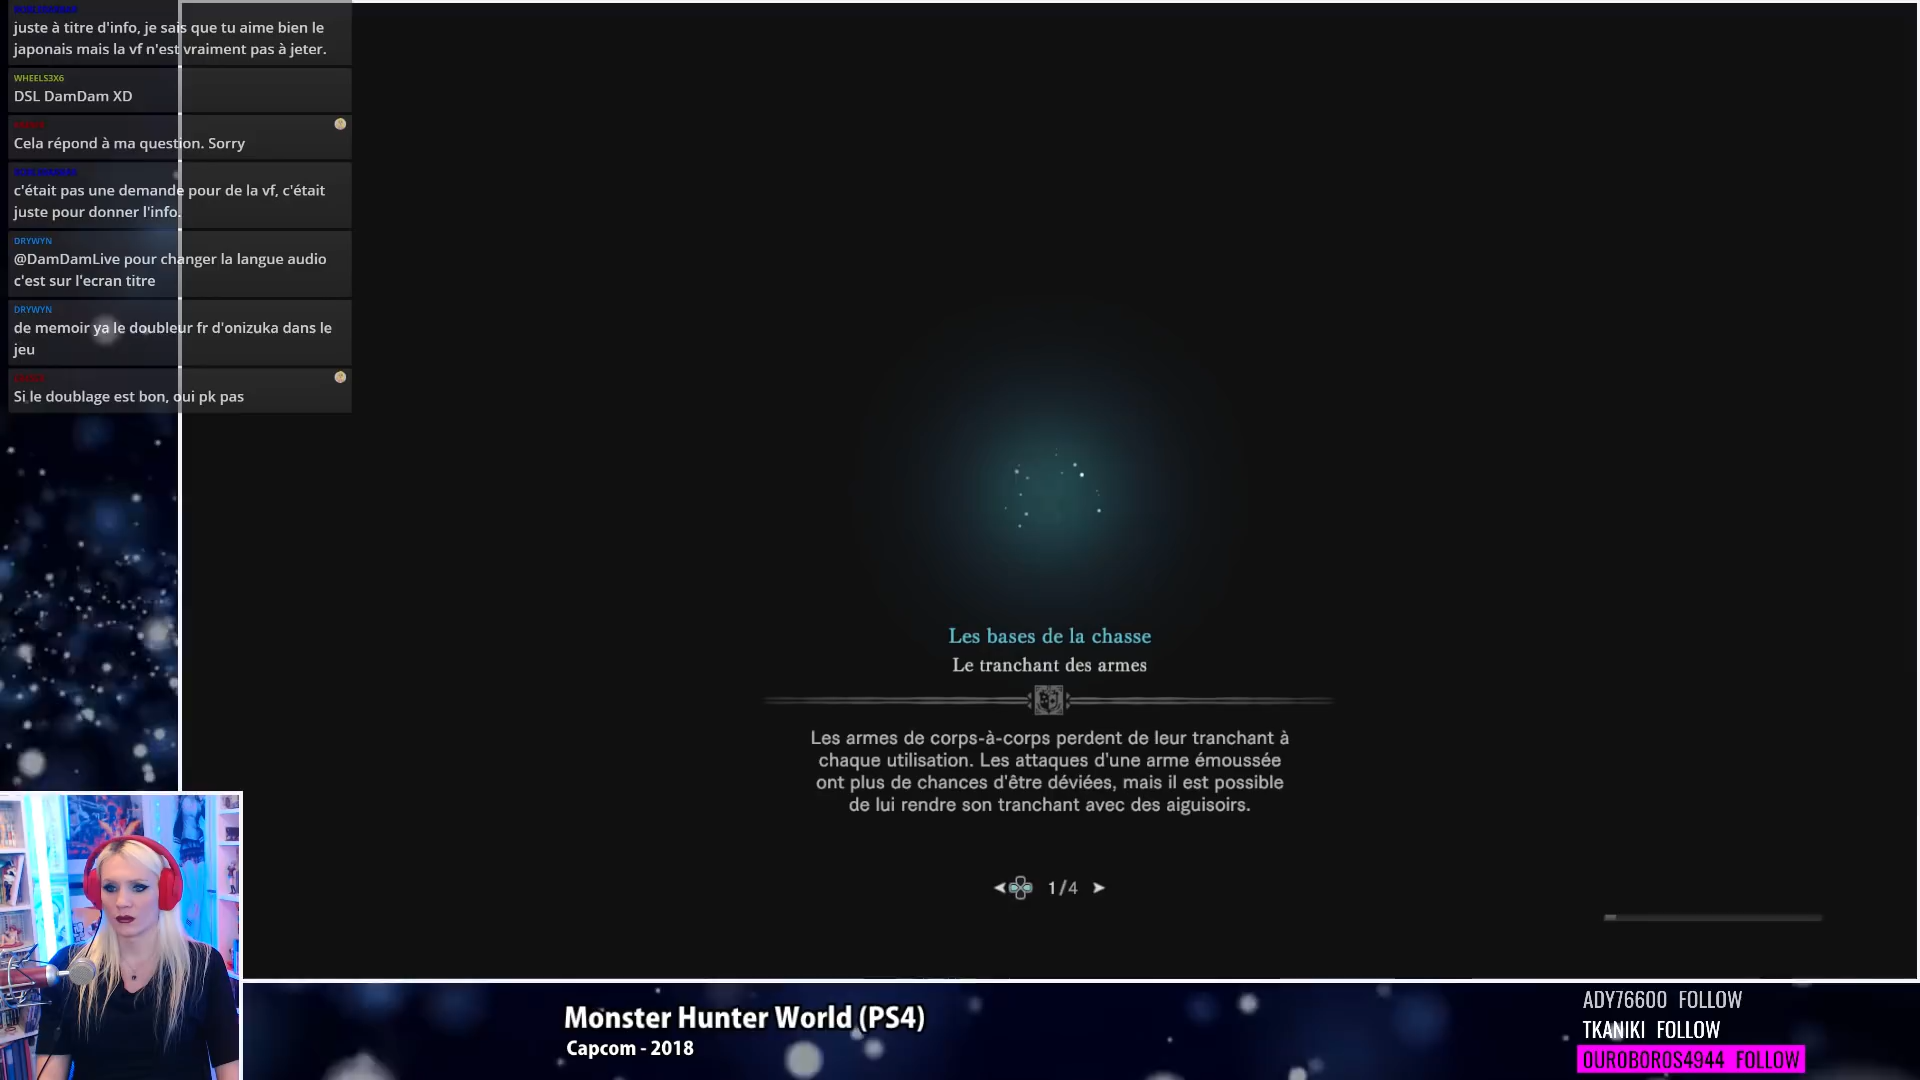 juste à titre d'info, je sais que tu aime bien le
japonais mais la vf n'est vraiment pas à jeter.
WHEELS3X6
DSL DamDam XD
Cela répond à ma question. Sorry
c'était pas une demande pour de la vf, c'était
juste pour donner l'info.
DRYWYN
@DamDamLive pour changer la langue audio
c'est sur l'ecran titre
DRYWYN
de memoir ya le doubleur fr d'onizuka dans le
jeu
Si le doublage est bon, oui pk pas
Les bases de la chasse
Le tranchant des armes
Les armes de corps-à-corps perdent de leur tranchant à
chaque utilisation. Les attaques d'une arme émoussée
ont plus de chances d'être déviées, mais il est possible
de lui rendre son tranchant avec des aiguisoirs.
1/4
Monster Hunter World (PS4)
Capcom - 2018
ADY76600 FOLLOW
TKANIKI FOLLOW
OUROBOROS4944 FOLLOW